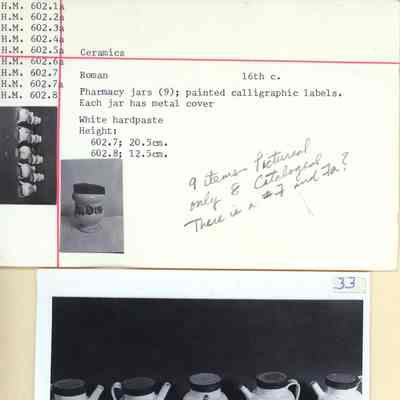 H.M. 602.1a
H.M. 602.2a
H.M. 602.3a
H.M. 602.4a
H.M. 602.5a
H.M. 602.6a
H.M. 602.7
H.M. 602.7a
H.M. 602.8
Ceramics
Roman 16th c.
Pharmacy jars (9); painted calligraphic labels.
Each jar has metal cover
White hardpaste
Height:
602.7; 20.5cm.
602.8; 12.5cm.
9 items Pictured
only 8 Cataloged
There is a #7 and 7a?
33